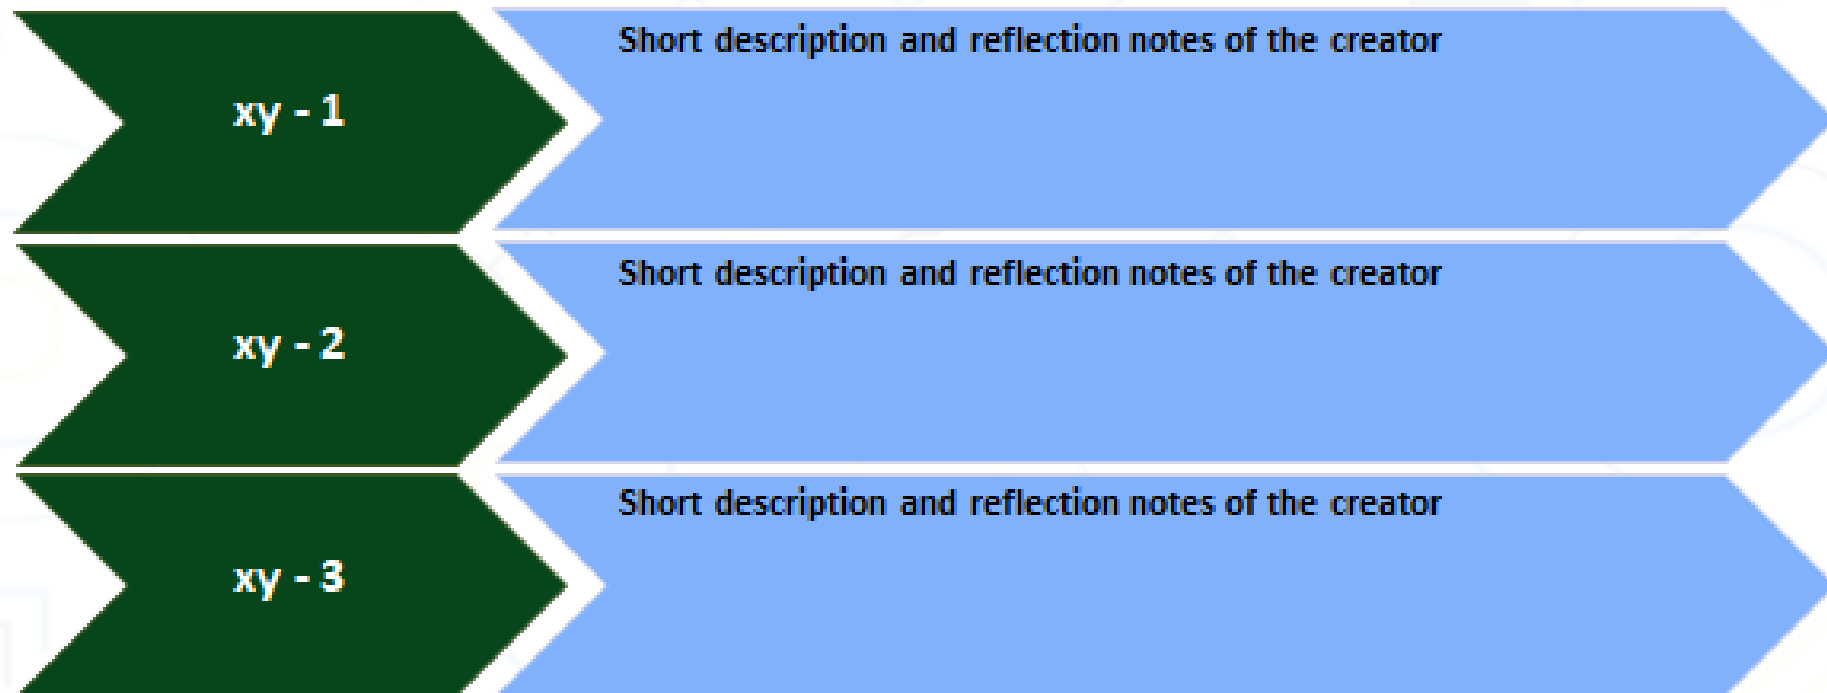 xy - 1
Short description and reflection notes of the creator
xy - 2
Short description and reflection notes of the creator
xy - 3
Short description and reflection notes of the creator